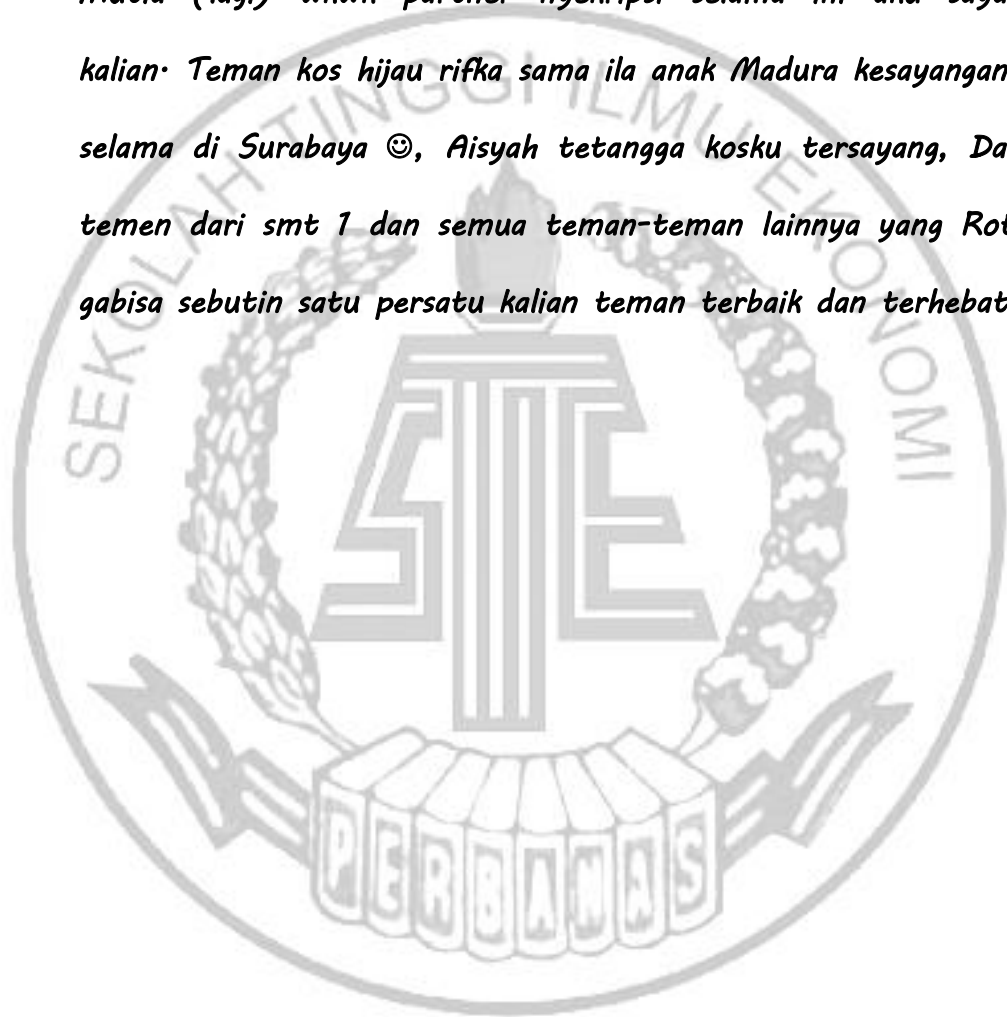 kalian. Teman kos hijau rifka sama ila anak Madura kesayangan
selama di Surabaya ☺, Aisyah tetangga kosku tersayang, Da
temen dari smt 1 dan semua teman-teman lainnya yang Rot
gabisa sebutin satu persatu kalian teman terbaik dan terhebat
SEKOLAH TINGGI ILMU EKONOMI
STIE
PERBANAS